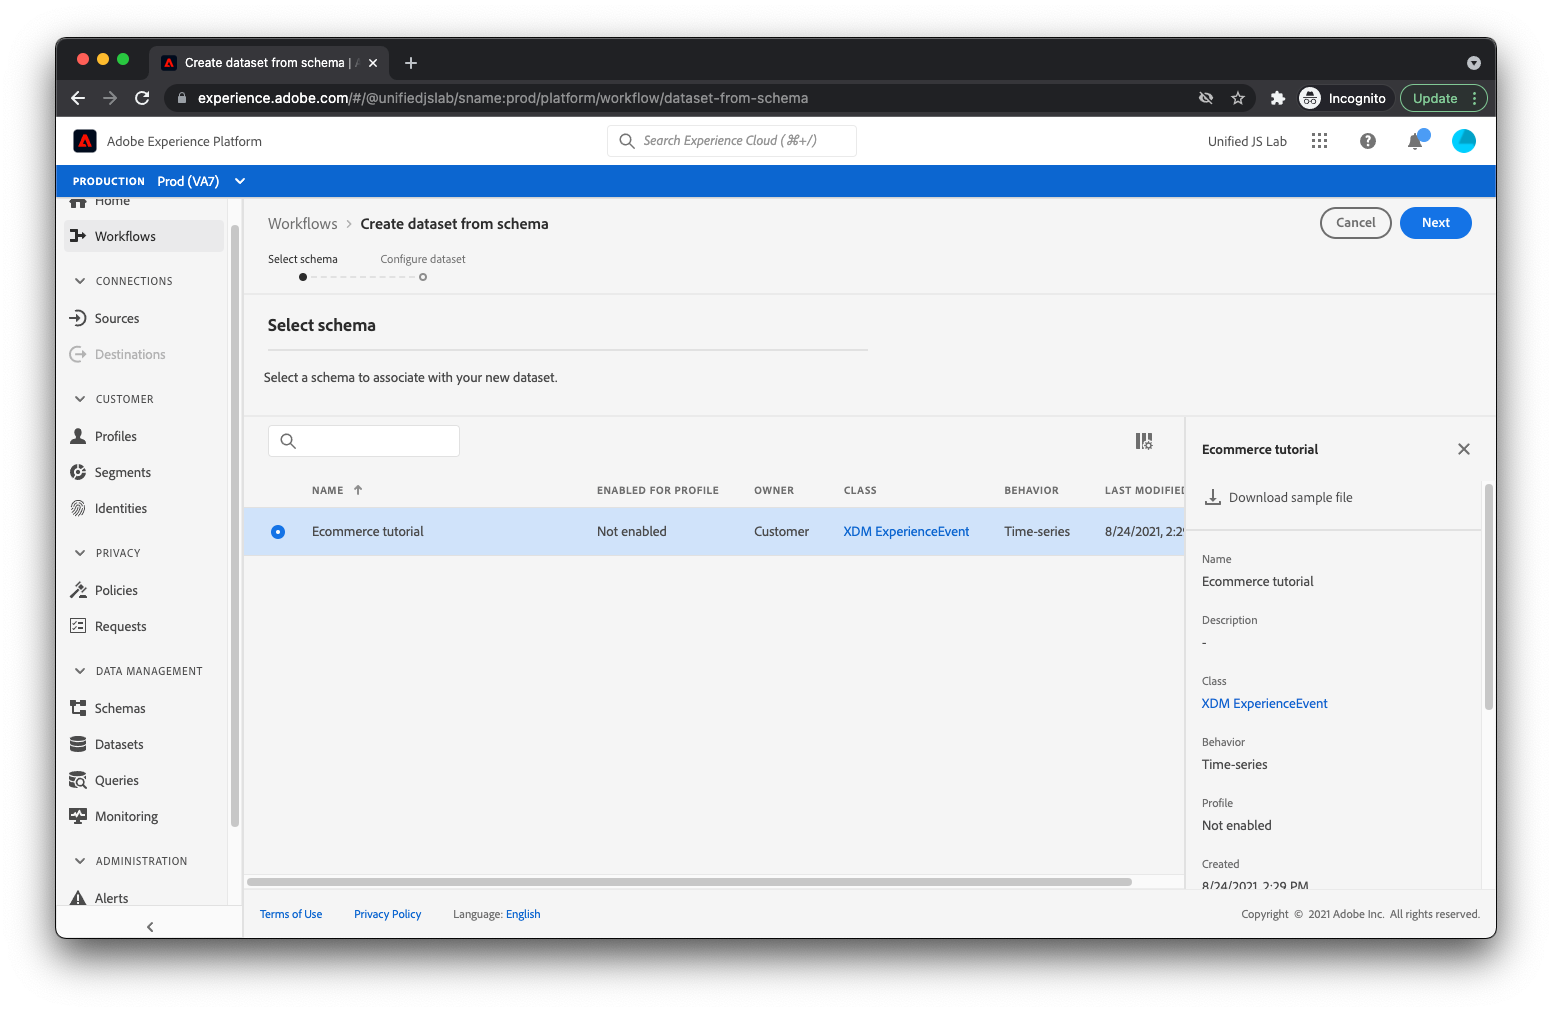 Create dataset from schema |
experience.adobe.com/#/@unifiedjslab/sname:prod/platform/workflow/dataset-from-schema
Incognito
Update
Adobe Experience Platform
Search Experience Cloud (⌘+/)
Unified JS Lab
PRODUCTION Prod (VA7)
Home
Workflows
CONNECTIONS
Sources
Destinations
CUSTOMER
Profiles
Segments
Identities
PRIVACY
Policies
Requests
DATA MANAGEMENT
Schemas
Datasets
Queries
Monitoring
ADMINISTRATION
Alerts
Workflows > Create dataset from schema
Cancel
Next
Select schema
Configure dataset
Select schema
Select a schema to associate with your new dataset.
NAME ↑ ENABLED FOR PROFILE OWNER CLASS BEHAVIOR LAST MODIFIED
Ecommerce tutorial Not enabled Customer XDM ExperienceEvent Time-series 8/24/2021, 2:29
Ecommerce tutorial
Download sample file
Name
Ecommerce tutorial
Description
-
Class
XDM ExperienceEvent
Behavior
Time-series
Profile
Not enabled
Created
8/24/2021, 2:29 PM
Terms of Use
Privacy Policy
Language: English
Copyright © 2021 Adobe Inc. All rights reserved.